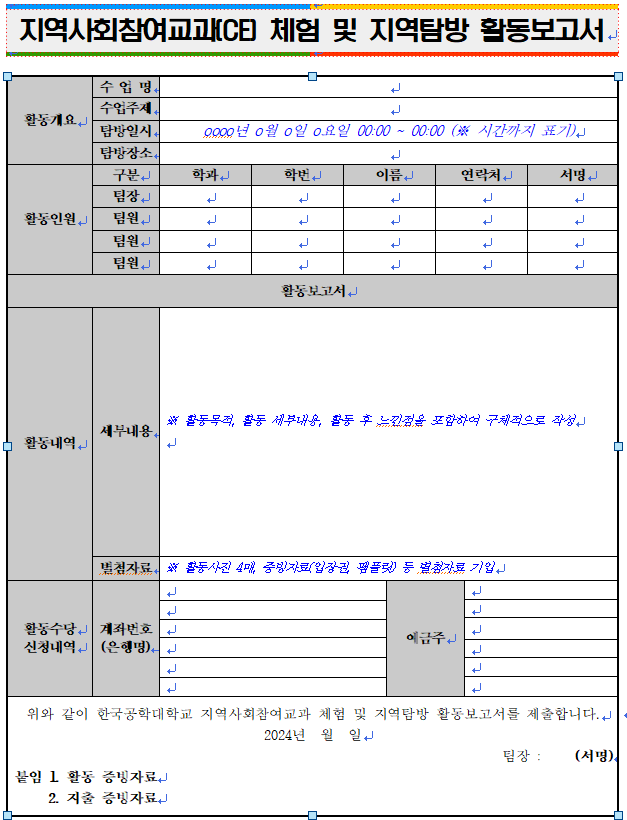 지역사회참여교과(CE) 체험 및 지역탐방 활동보고서
활동개요
수 업 명
수업주제
탐방일시 oooo년 o월 o일 o요일 00:00 ~ 00:00 (※ 시간까지 표기)
탐방장소
활동인원
구분 학과 학번 이름 연락처 서명
팀장
팀원
팀원
팀원
활동보고서
활동내역
세부내용 ※ 활동목적, 활동 세부내용, 활동 후 느낀점을 포함하여 구체적으로 작성
별첨자료 ※ 활동사진 4매, 증빙자료(입장권, 팸플릿) 등 별첨자료 기입
활동수당
신청내역
계좌번호
(은행명)
예금주
위와 같이 한국공학대학교 지역사회참여교과 체험 및 지역탐방 활동보고서를 제출합니다.
2024년 월 일
팀장 : (서명)
붙임 1. 활동 증빙자료
2. 지출 증빙자료